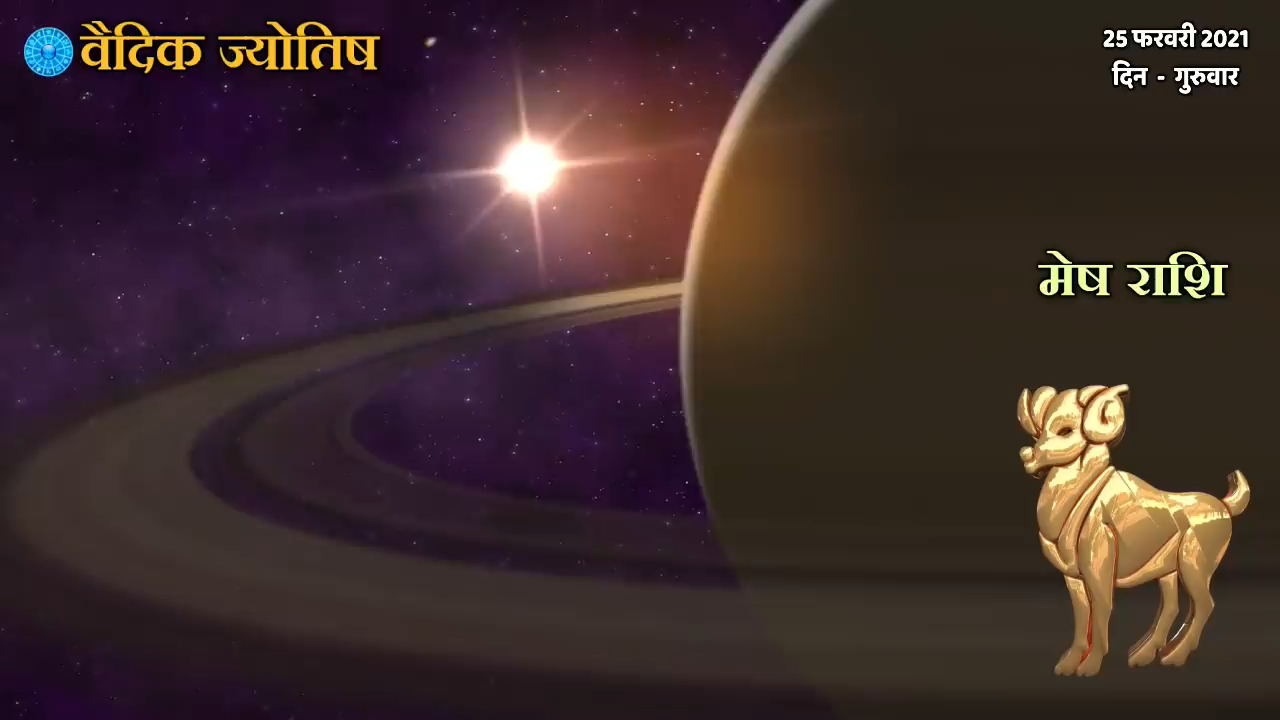 वैदिक ज्योतिष
25 फरवरी 2021
दिन - गुरुवार
मेष राशि